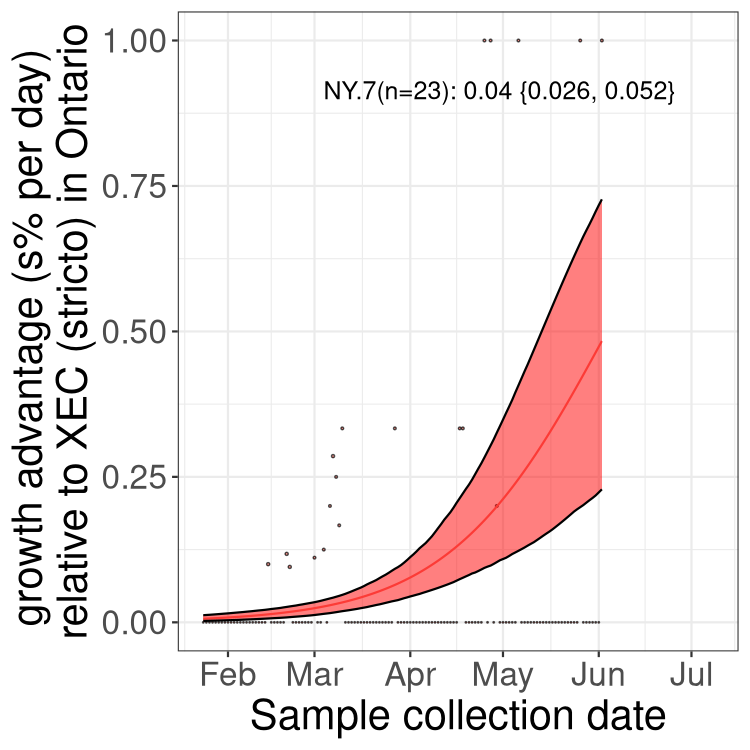 growth advantage (s% per day)
relative to XEC (stricto) in Ontario
1.00
0.75
0.50
0.25
0.00
NY.7(n=23): 0.04 {0.026, 0.052}
Feb Mar Apr May Jun Jul
Sample collection date